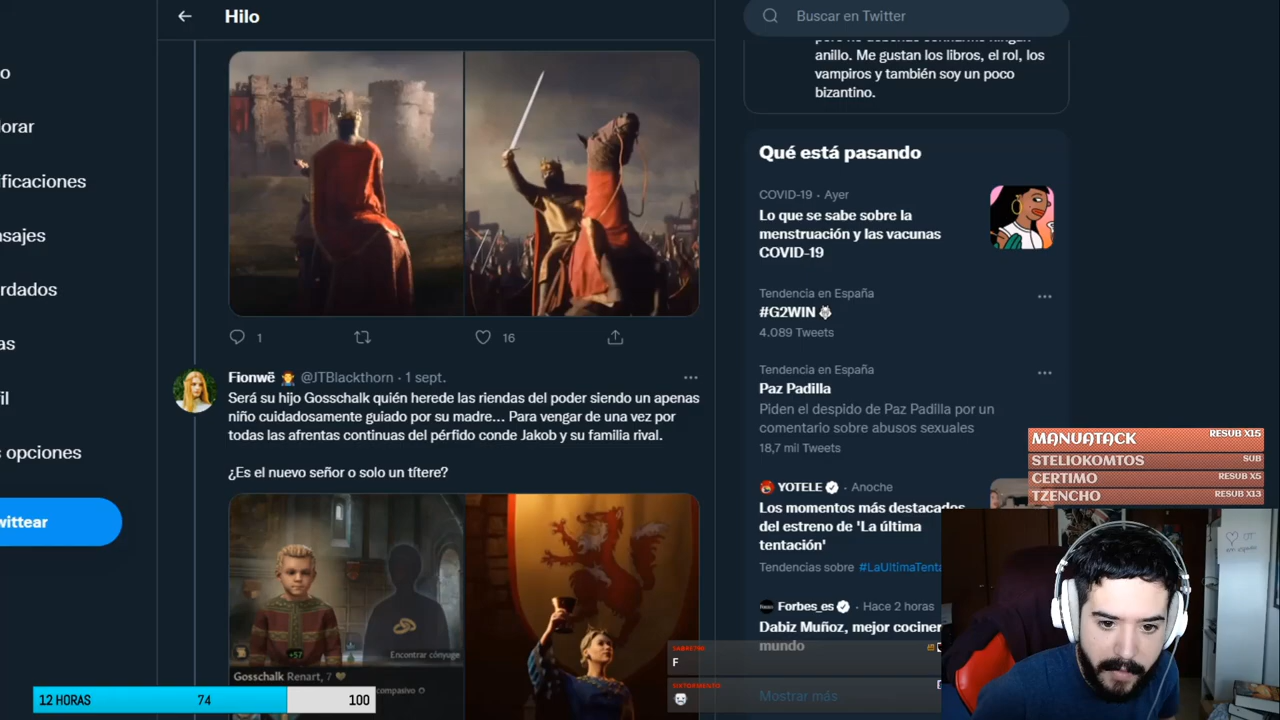 Hilo
o
orar
ificaciones
sajes
rdados
as
il
s opciones
wittear
1
16
Fionwë @JTBlackthorn · 1 sept.
Será su hijo Gosschalk quién herede las riendas del poder siendo un apenas
niño cuidadosamente guiado por su madre... Para vengar de una vez por
todas las afrentas continuas del pérfido conde Jakob y su familia rival.
¿Es el nuevo señor o solo un títere?
+57
Encontrar cónyuge
Gosschalk Renart, 7
compasivo
12 HORAS 74 100
Buscar en Twitter
anillo. Me gustan los libros, el rol, los
vampiros y también soy un poco
bizantino.
Qué está pasando
COVID-19 · Ayer
Lo que se sabe sobre la
menstruación y las vacunas
COVID-19
Tendencia en España
#G2WIN
4.089 Tweets
Tendencia en España
Paz Padilla
Piden el despido de Paz Padilla por un
comentario sobre abusos sexuales
18,7 mil Tweets
YOTELE · Anoche
Los momentos más destacados
del estreno de 'La última
tentación'
Tendencias sobre #LaUltimaTenta
Forbes_es · Hace 2 horas
Dabiz Muñoz, mejor cociner
mundo
Mostrar más
MANUATACK RESUB X15
STELIOKOMTOS SUB
CERTIMO RESUB X5
TZENCHO RESUB X13
F
SIXTORMENTO